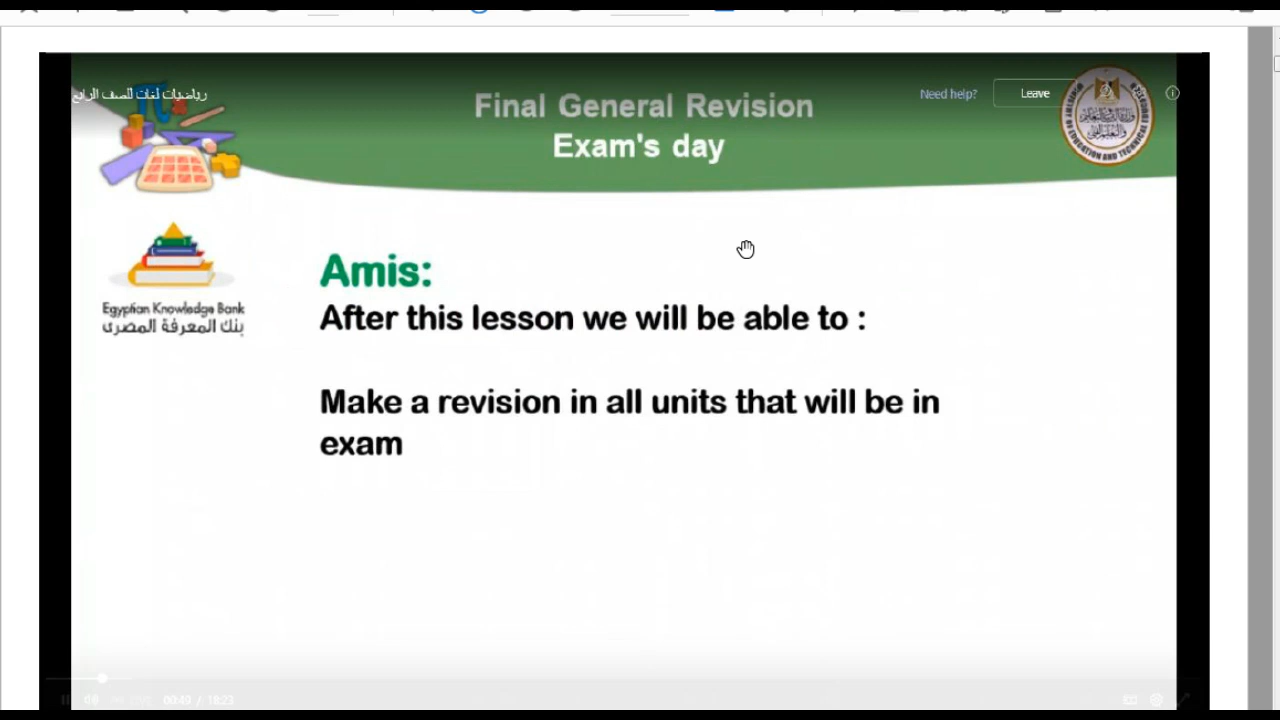 رياضيات لغات للصف الرابع
Final General Revision
Need help?
Leave
Exam's day
Egyptian Knowledge Bank
بنك المعرفة المصرى
Amis:
After this lesson we will be able to :
Make a revision in all units that will be in
exam